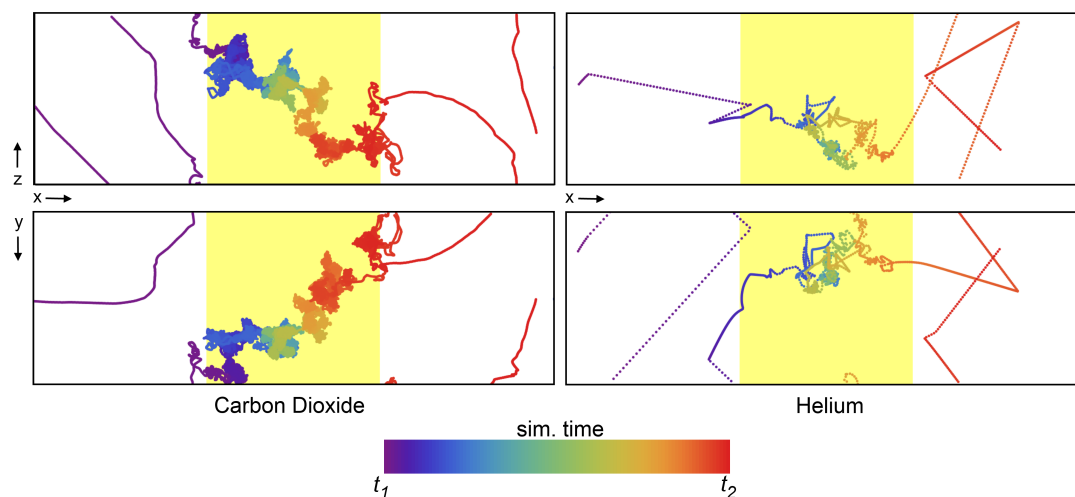 z
x
x
y
Carbon Dioxide
Helium
sim. time
t1
t2